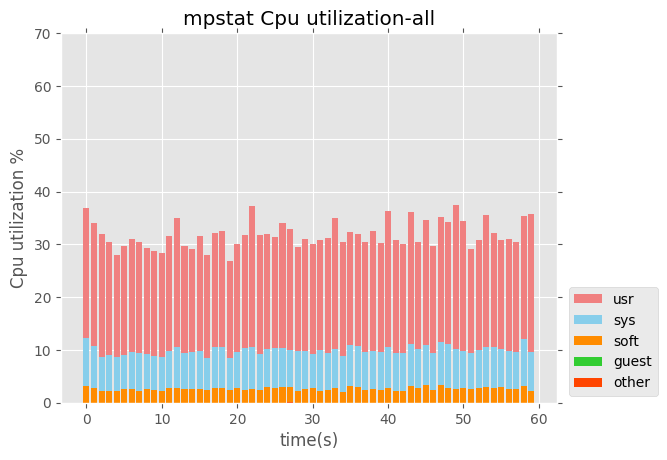 mpstat Cpu utilization-all
70
60
50
40
30
20
10
0
Cpu utilization %
0 10 20 30 40 50 60
time(s)
usr
sys
soft
guest
other